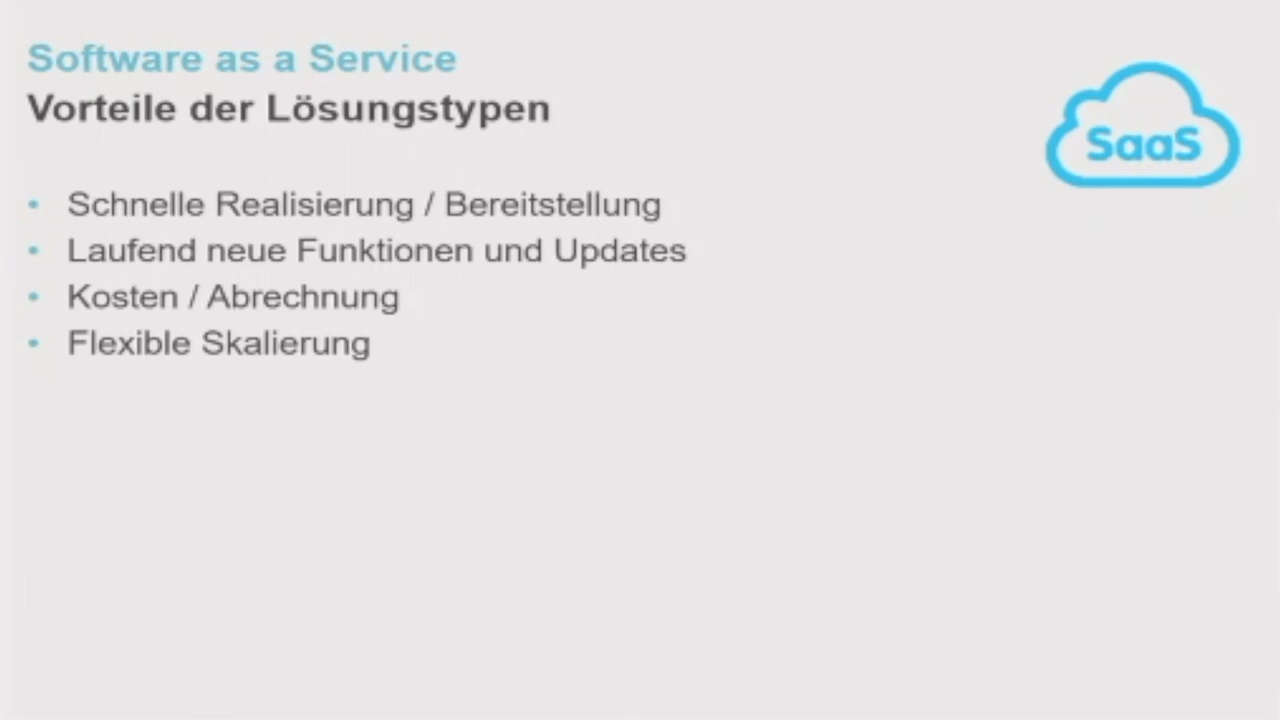 Software as a Service
Vorteile der Lösungstypen
SaaS
• Schnelle Realisierung / Bereitstellung
• Laufend neue Funktionen und Updates
• Kosten / Abrechnung
• Flexible Skalierung